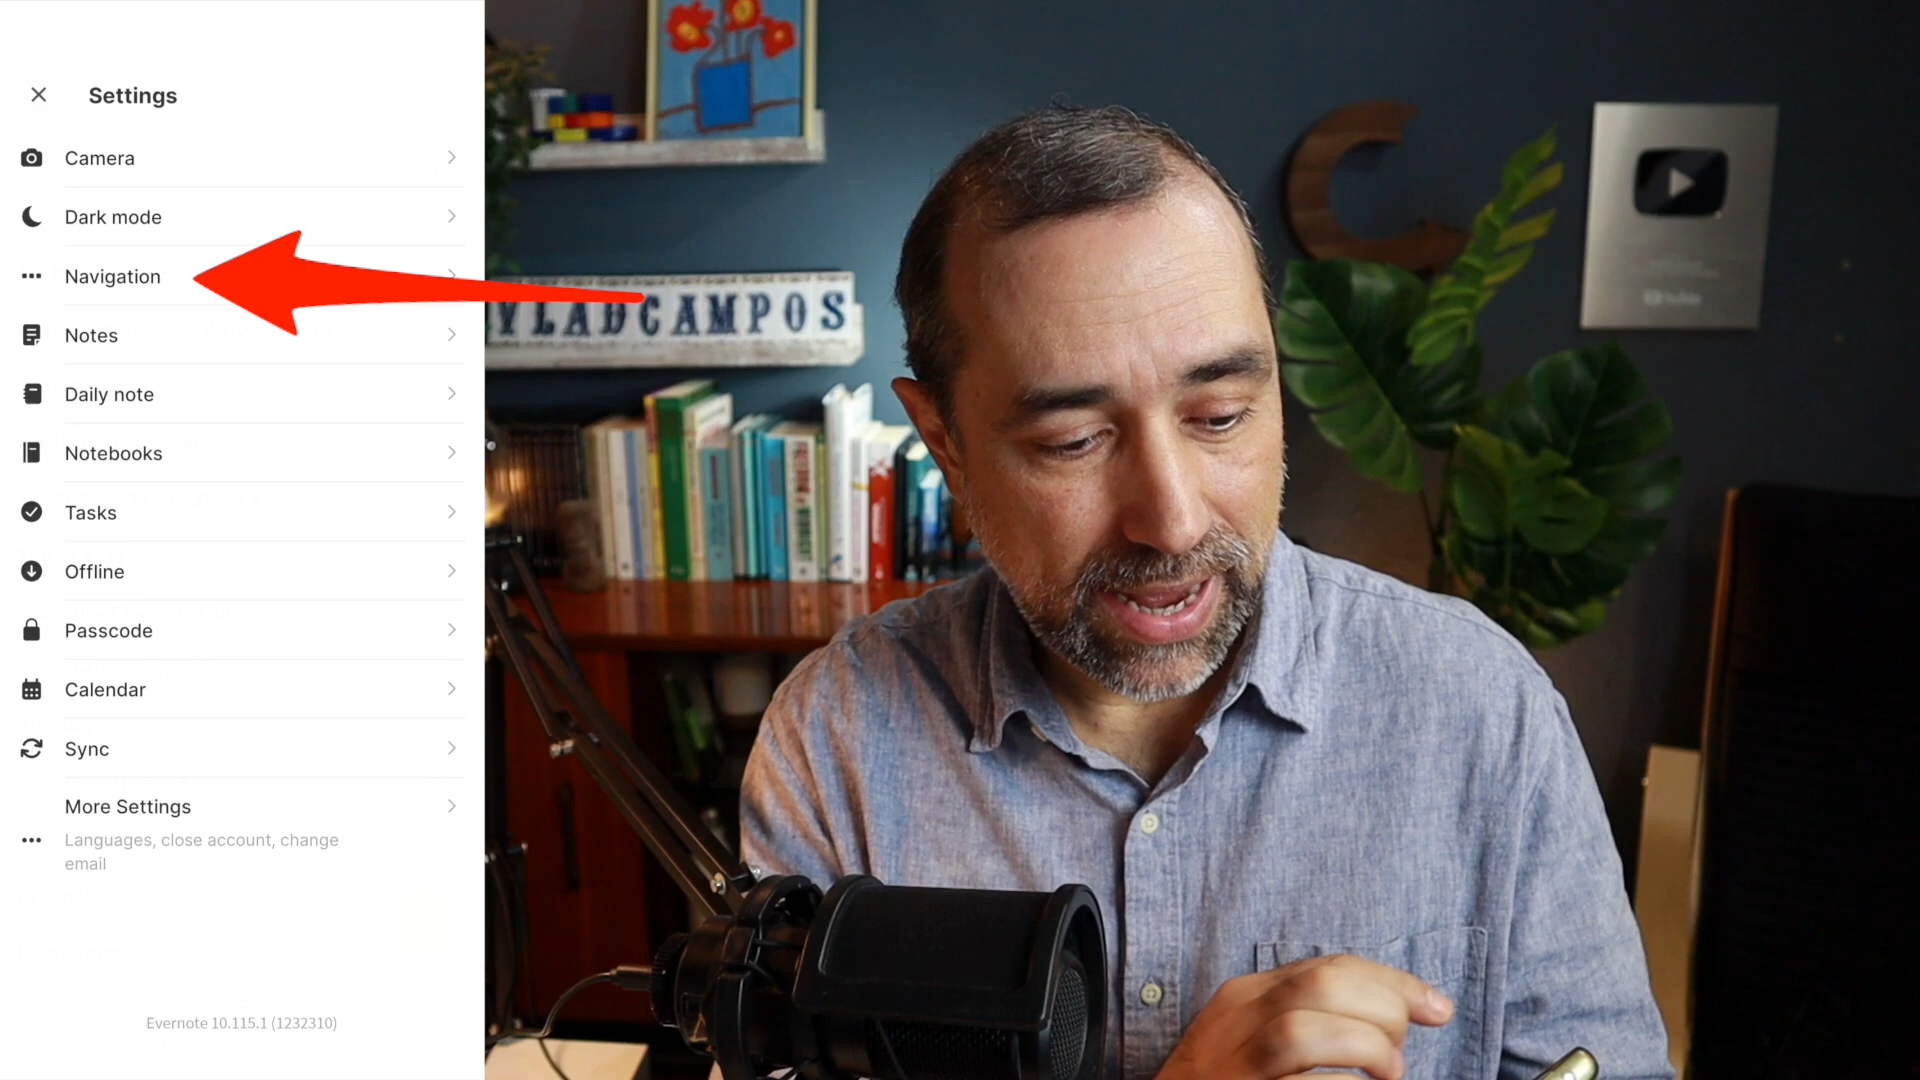 Settings
Camera
Dark mode
Navigation
Notes
Daily note
Notebooks
Tasks
Offline
Passcode
Calendar
Sync
More Settings
Languages, close account, change
email
Evernote 10.115.1 (1232310)
VLADCAMPOS